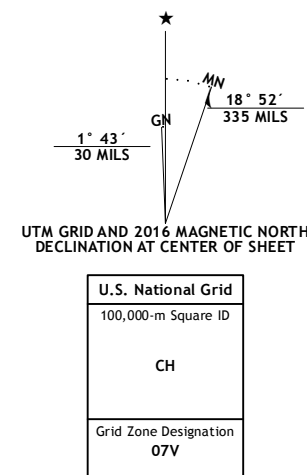 ★
MN
GN
18° 52´
335 MILS
1° 43´
30 MILS
UTM GRID AND 2016 MAGNETIC NORTH
DECLINATION AT CENTER OF SHEET
U.S. National Grid
100,000-m Square ID
CH
Grid Zone Designation
07V